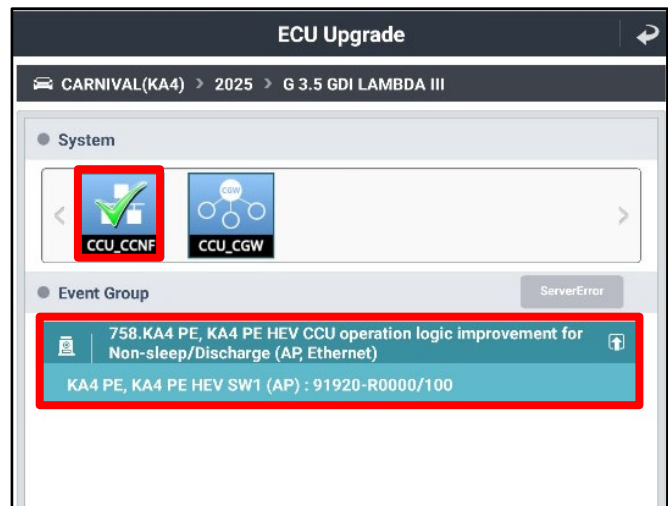 ECU Upgrade
CARNIVAL(KA4) > 2025 > G 3.5 GDI LAMBDA III
System
CGW
CCU_CCNF
CCU_CGW
Event Group
ServerError
758.KA4 PE, KA4 PE HEV CCU operation logic improvement for
Non-sleep/Discharge (AP, Ethernet)
KA4 PE, KA4 PE HEV SW1 (AP) : 91920-R0000/100